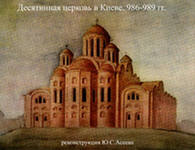 Десятинная церковь в Киеве. 986-989 гг.
реконструкция Ю.С.Асеева